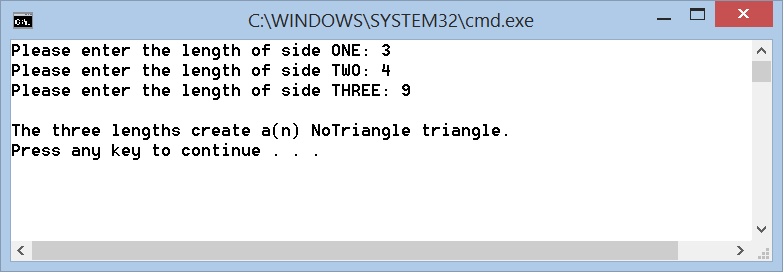 C:\WINDOWS\SYSTEM32\cmd.exe
Please enter the length of side ONE: 3
Please enter the length of side TWO: 4
Please enter the length of side THREE: 9
The three lengths create a(n) NoTriangle triangle.
Press any key to continue . . .